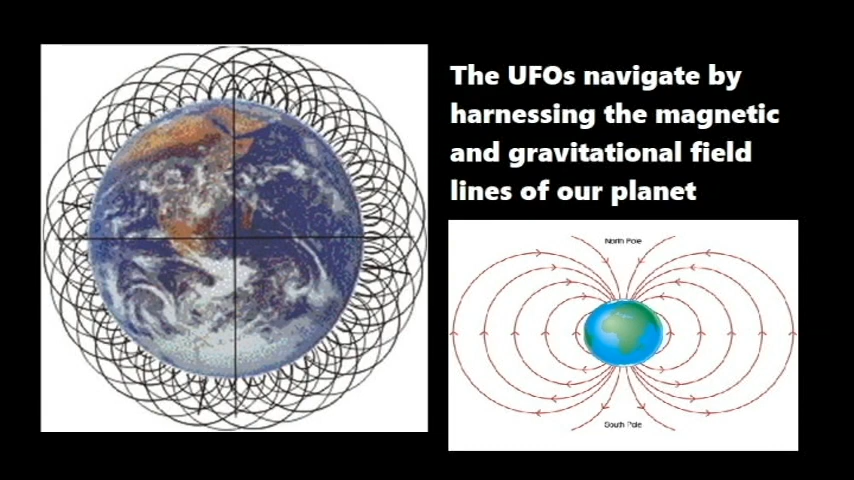 The UFOs navigate by
harnessing the magnetic
and gravitational field
lines of our planet
North Pole
South Pole